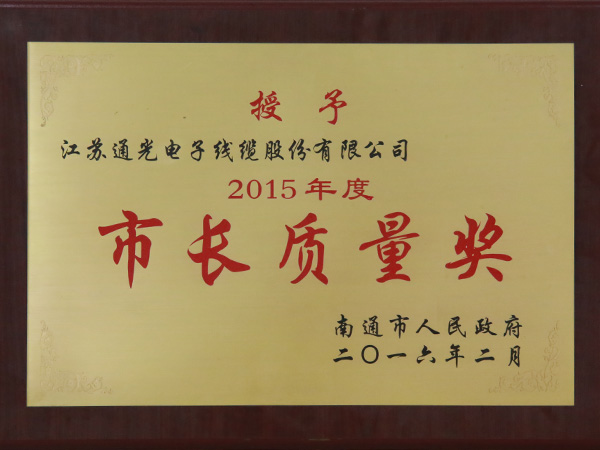 授予
江苏通光电子线缆股份有限公司
2015年度
市长质量奖
南通市人民政府
二〇一六年二月